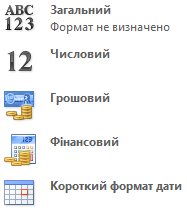 ABC
123
Загальний
Формат не визначено
12
Числовий
Грошовий
Фінансовий
Короткий формат дати